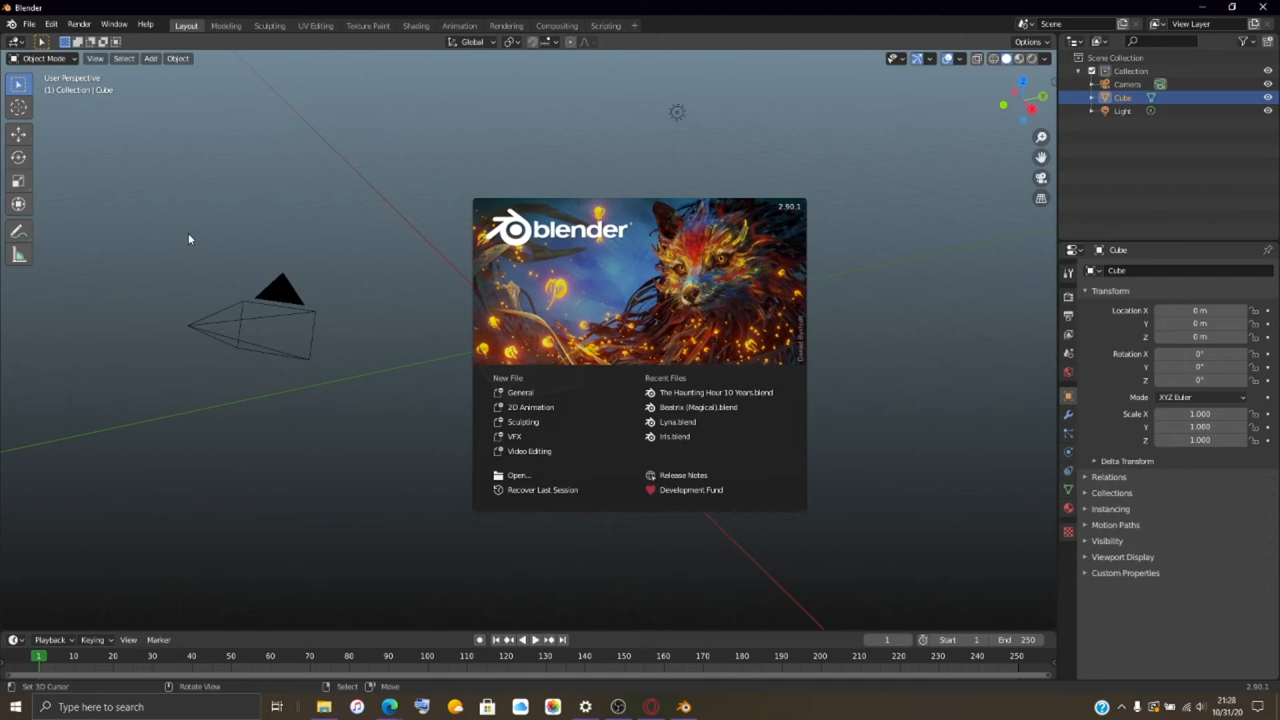 Blender
File Edit Render Window Help Layout Modeling Sculpting UV Editing Texture Paint Shading Animation Rendering Compositing Scripting + Scene View Layer
Global Options
Object Mode View Select Add Object
User Perspective
(1) Collection | Cube
Scene Collection
Collection
Camera
Cube
Light
blender
2.90.1
New File
General
2D Animation
Sculpting
VFX
Video Editing
Open...
Recover Last Session
Recent Files
The Haunting Hour 10 Years.blend
Beatrix (Magical).blend
Lyna.blend
Iris.blend
Release Notes
Development Fund
Cube
Cube
Transform
Location X 0 m
Y 0 m
Z 0 m
Rotation X 0°
Y 0°
Z 0°
Mode XYZ Euler
Scale X 1.000
Y 1.000
Z 1.000
Delta Transform
Relations
Collections
Instancing
Motion Paths
Visibility
Viewport Display
Custom Properties
Playback Keying View Marker 1 Start 1 End 250
1 10 20 30 40 50 60 70 80 90 100 110 120 130 140 150 160 170 180 190 200 210 220 230 240 250
Set 3D Cursor Rotate View Select Move 2.90.1
Type here to search
21:28
10/31/20